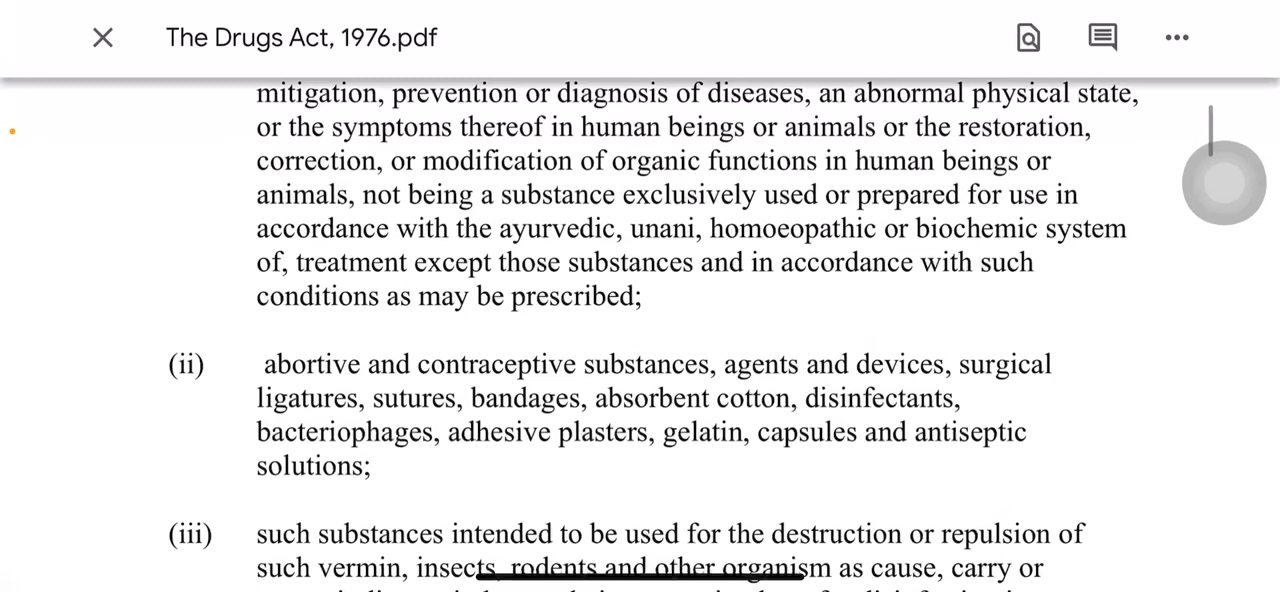 The Drugs Act, 1976.pdf
mitigation, prevention or diagnosis of diseases, an abnormal physical state,
or the symptoms thereof in human beings or animals or the restoration,
correction, or modification of organic functions in human beings or
animals, not being a substance exclusively used or prepared for use in
accordance with the ayurvedic, unani, homoeopathic or biochemic system
of, treatment except those substances and in accordance with such
conditions as may be prescribed;
(ii) abortive and contraceptive substances, agents and devices, surgical
ligatures, sutures, bandages, absorbent cotton, disinfectants,
bacteriophages, adhesive plasters, gelatin, capsules and antiseptic
solutions;
(iii) such substances intended to be used for the destruction or repulsion of
such vermin, insects, rodents and other organism as cause, carry or